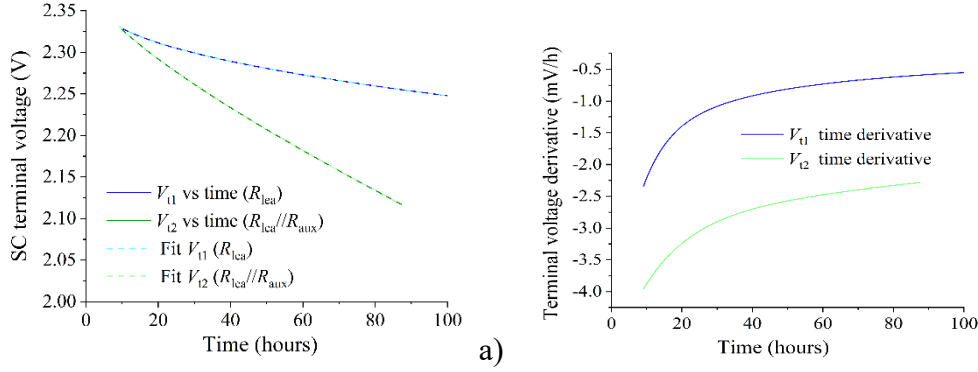 2.35
2.30
2.25
2.20
2.15
2.10
2.05
2.00
SC terminal voltage (V)
V_t1 vs time (R_lea)
V_t2 vs time (R_lea//R_aux)
Fit V_t1 (R_lea)
Fit V_t2 (R_lea//R_aux)
0 20 40 60 80 100
Time (hours)
a)
-0.5
-1.0
-1.5
-2.0
-2.5
-3.0
-3.5
-4.0
Terminal voltage derivative (mV/h)
V_t1 time derivative
V_t2 time derivative
0 20 40 60 80 100
Time (hours)